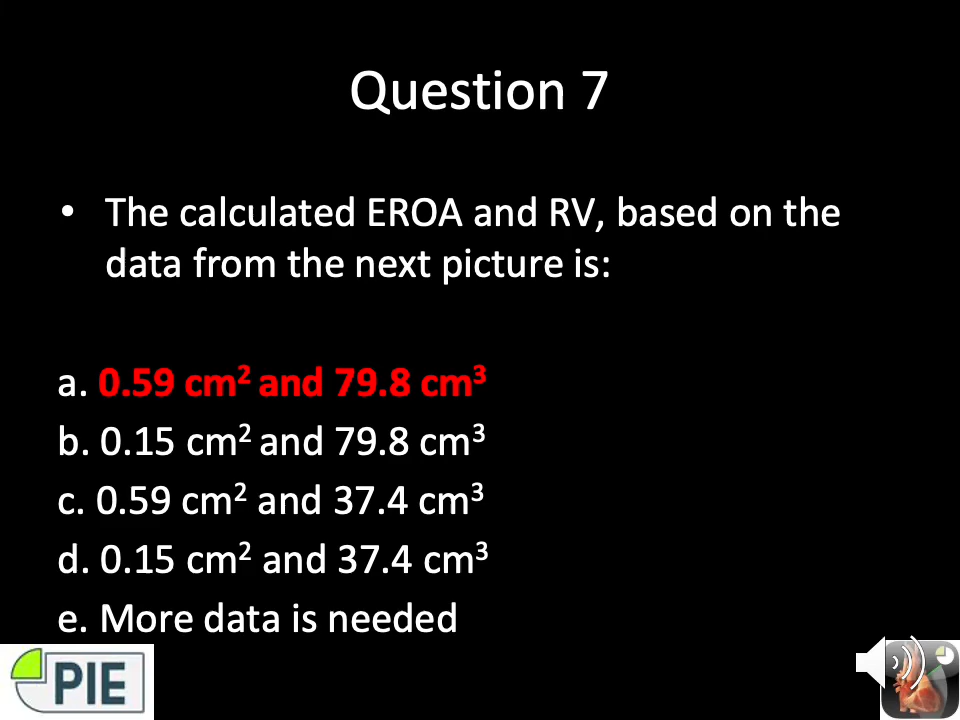 Question 7
• The calculated EROA and RV, based on the
data from the next picture is:
a. 0.59 cm² and 79.8 cm³
b. 0.15 cm² and 79.8 cm³
c. 0.59 cm² and 37.4 cm³
d. 0.15 cm² and 37.4 cm³
e. More data is needed
PIE